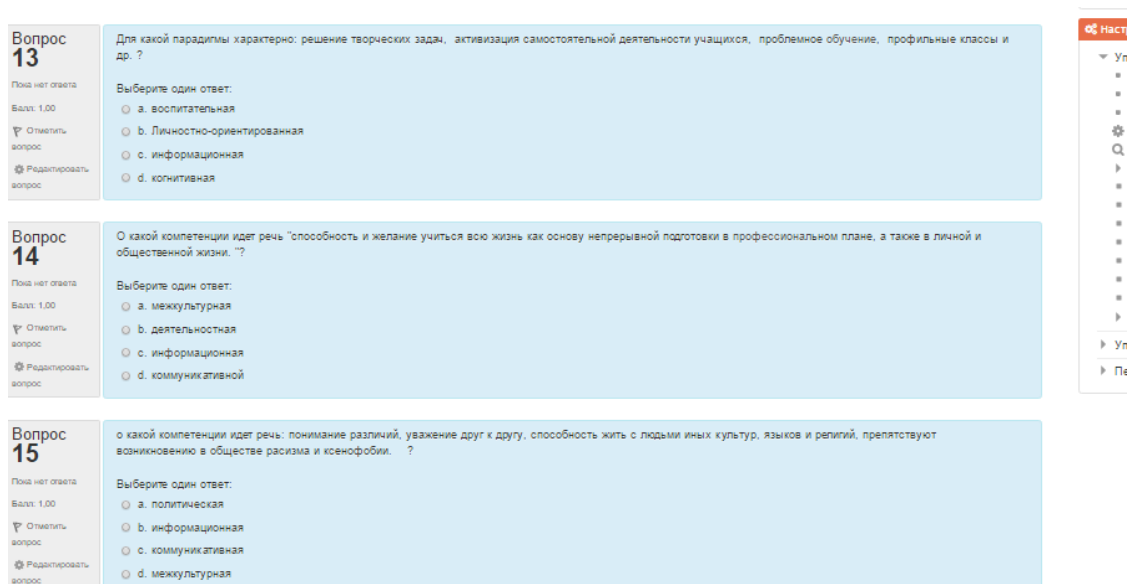 Вопрос
13
Пока нет ответа
Балл: 1,00
Отметить
вопрос
Редактировать
вопрос
Для какой парадигмы характерно: решение творческих задач, активизация самостоятельной деятельности учащихся, проблемное обучение, профильные классы и
др. ?
Выберите один ответ:
a. воспитательная
b. Личностно-ориентированная
c. информационная
d. когнитивная
Вопрос
14
Пока нет ответа
Балл: 1,00
Отметить
вопрос
Редактировать
вопрос
О какой компетенции идет речь "способность и желание учиться всю жизнь как основу непрерывной подготовки в профессиональном плане, а также в личной и
общественной жизни. "?
Выберите один ответ:
a. межкультурная
b. деятельностная
c. информационная
d. коммуникативной
Вопрос
15
Пока нет ответа
Балл: 1,00
Отметить
вопрос
Редактировать
вопрос
о какой компетенции идет речь: понимание различий, уважение друг к другу, способность жить с людьми иных культур, языков и религий, препятствуют
возникновению в обществе расизма и ксенофобии. ?
Выберите один ответ:
a. политическая
b. информационная
c. коммуникативная
d. межкультурная
Наст
Уп
Уп
Пе